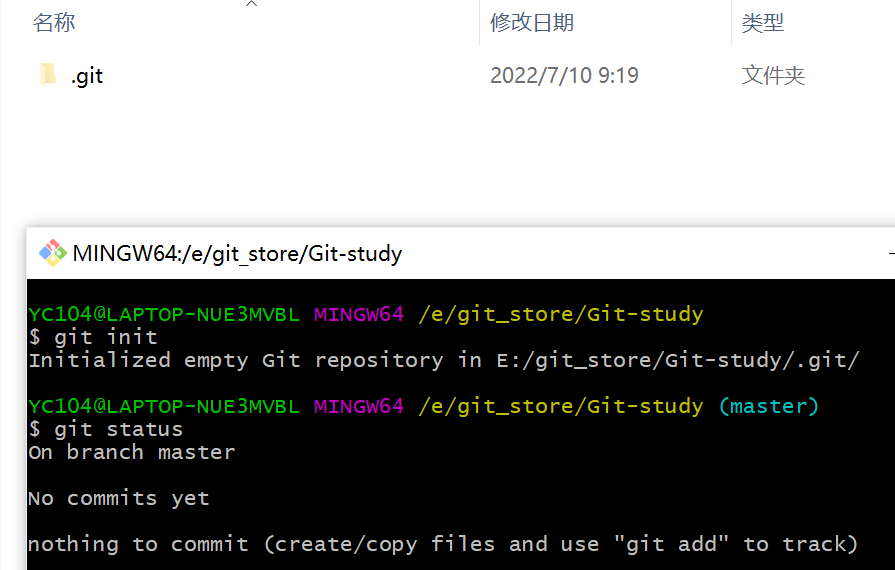 名称 修改日期 类型
.git 2022/7/10 9:19 文件夹
MINGW64:/e/git_store/Git-study
YC104@LAPTOP-NUE3MVBL MINGW64 /e/git_store/Git-study
$ git init
Initialized empty Git repository in E:/git_store/Git-study/.git/
YC104@LAPTOP-NUE3MVBL MINGW64 /e/git_store/Git-study (master)
$ git status
On branch master
No commits yet
nothing to commit (create/copy files and use "git add" to track)